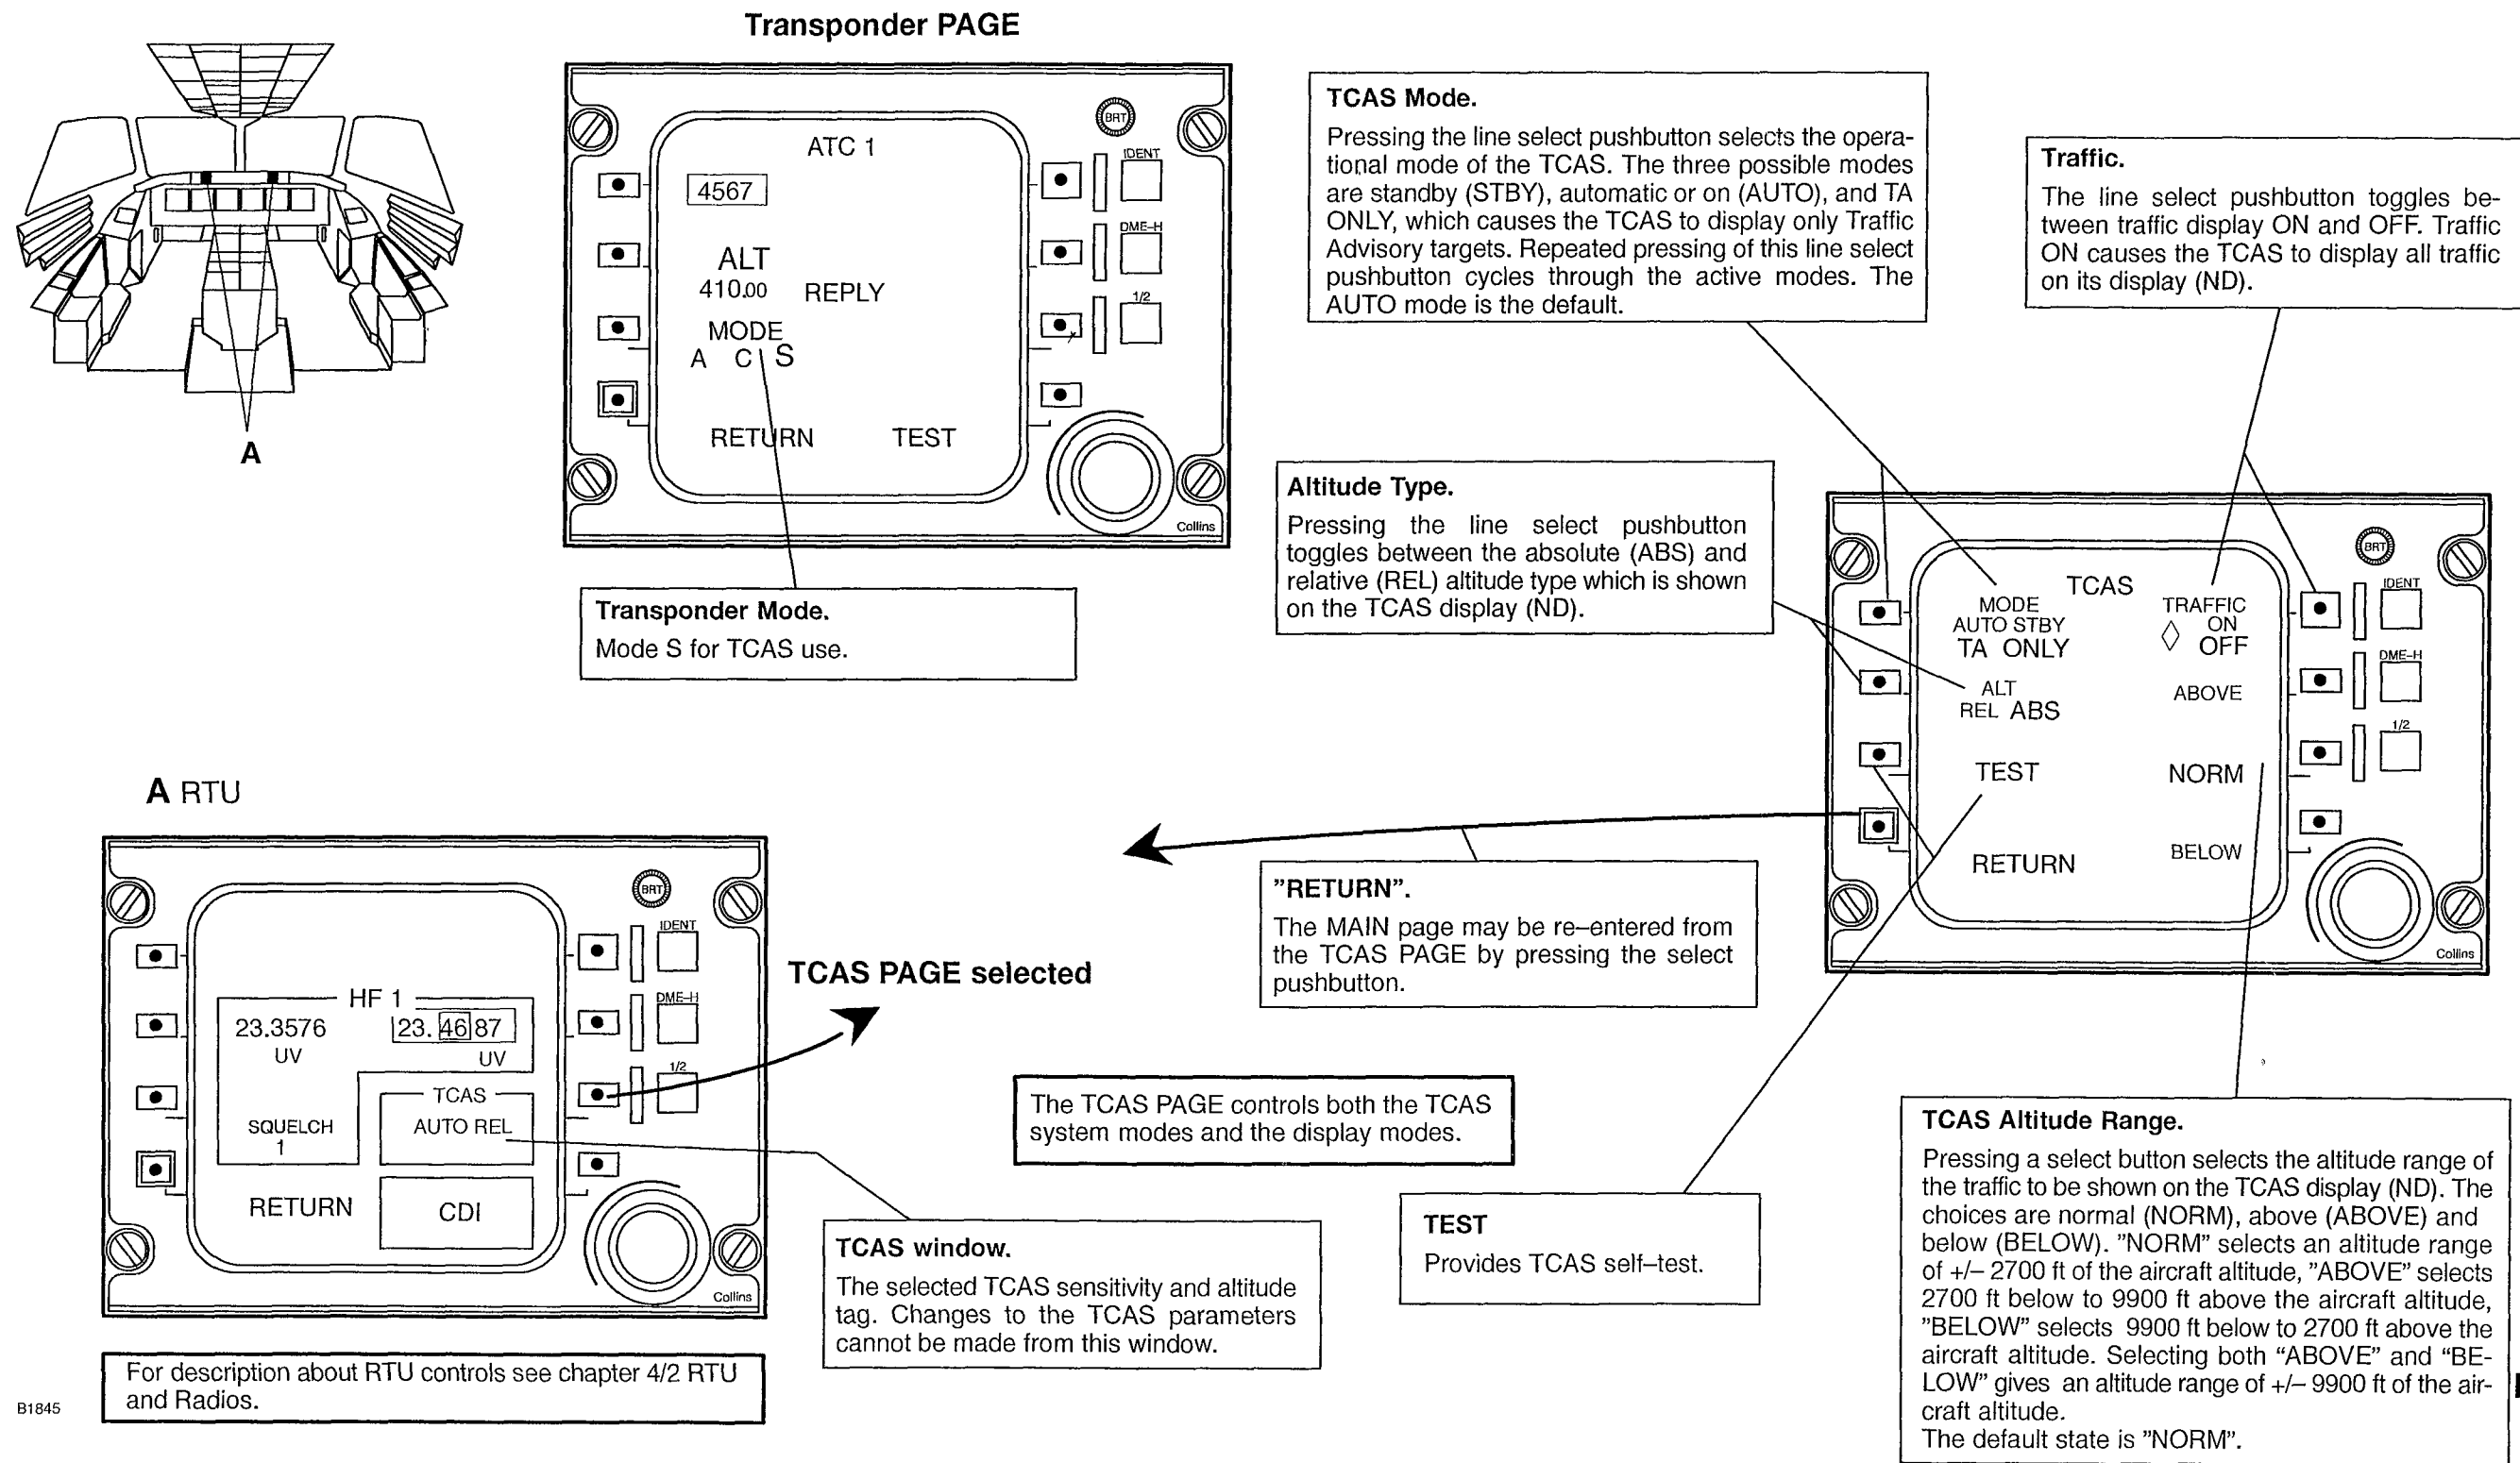 Transponder PAGE
A
ATC 1
4567
ALT
410.00
REPLY
MODE
A C S
RETURN
TEST
BRT
IDENT
DME-H
1/2
Collins
Transponder Mode.
Mode S for TCAS use.
TCAS Mode.
Pressing the line select pushbutton selects the opera-
tional mode of the TCAS. The three possible modes
are standby (STBY), automatic or on (AUTO), and TA
ONLY, which causes the TCAS to display only Traffic
Advisory targets. Repeated pressing of this line select
pushbutton cycles through the active modes. The
AUTO mode is the default.
Traffic.
The line select pushbutton toggles be-
tween traffic display ON and OFF. Traffic
ON causes the TCAS to display all traffic
on its display (ND).
Altitude Type.
Pressing the line select pushbutton
toggles between the absolute (ABS) and
relative (REL) altitude type which is shown
on the TCAS display (ND).
TCAS
MODE
AUTO STBY
TA ONLY
TRAFFIC
ON
◊ OFF
ALT
REL ABS
ABOVE
TEST
NORM
RETURN
BELOW
BRT
IDENT
DME-H
1/2
Collins
A RTU
HF 1
23.3576
UV
23.4687
UV
SQUELCH
1
TCAS
AUTO REL
RETURN
CDI
BRT
IDENT
DME-H
1/2
Collins
TCAS PAGE selected
"RETURN".
The MAIN page may be re–entered from
the TCAS PAGE by pressing the select
pushbutton.
The TCAS PAGE controls both the TCAS
system modes and the display modes.
TCAS window.
The selected TCAS sensitivity and altitude
tag. Changes to the TCAS parameters
cannot be made from this window.
TEST
Provides TCAS self–test.
TCAS Altitude Range.
Pressing a select button selects the altitude range of
the traffic to be shown on the TCAS display (ND). The
choices are normal (NORM), above (ABOVE) and
below (BELOW). "NORM" selects an altitude range
of +/– 2700 ft of the aircraft altitude, "ABOVE" selects
2700 ft below to 9900 ft above the aircraft altitude,
"BELOW" selects 9900 ft below to 2700 ft above the
aircraft altitude. Selecting both "ABOVE" and "BE-
LOW" gives an altitude range of +/– 9900 ft of the air-
craft altitude.
The default state is "NORM".
For description about RTU controls see chapter 4/2 RTU
and Radios.
B1845